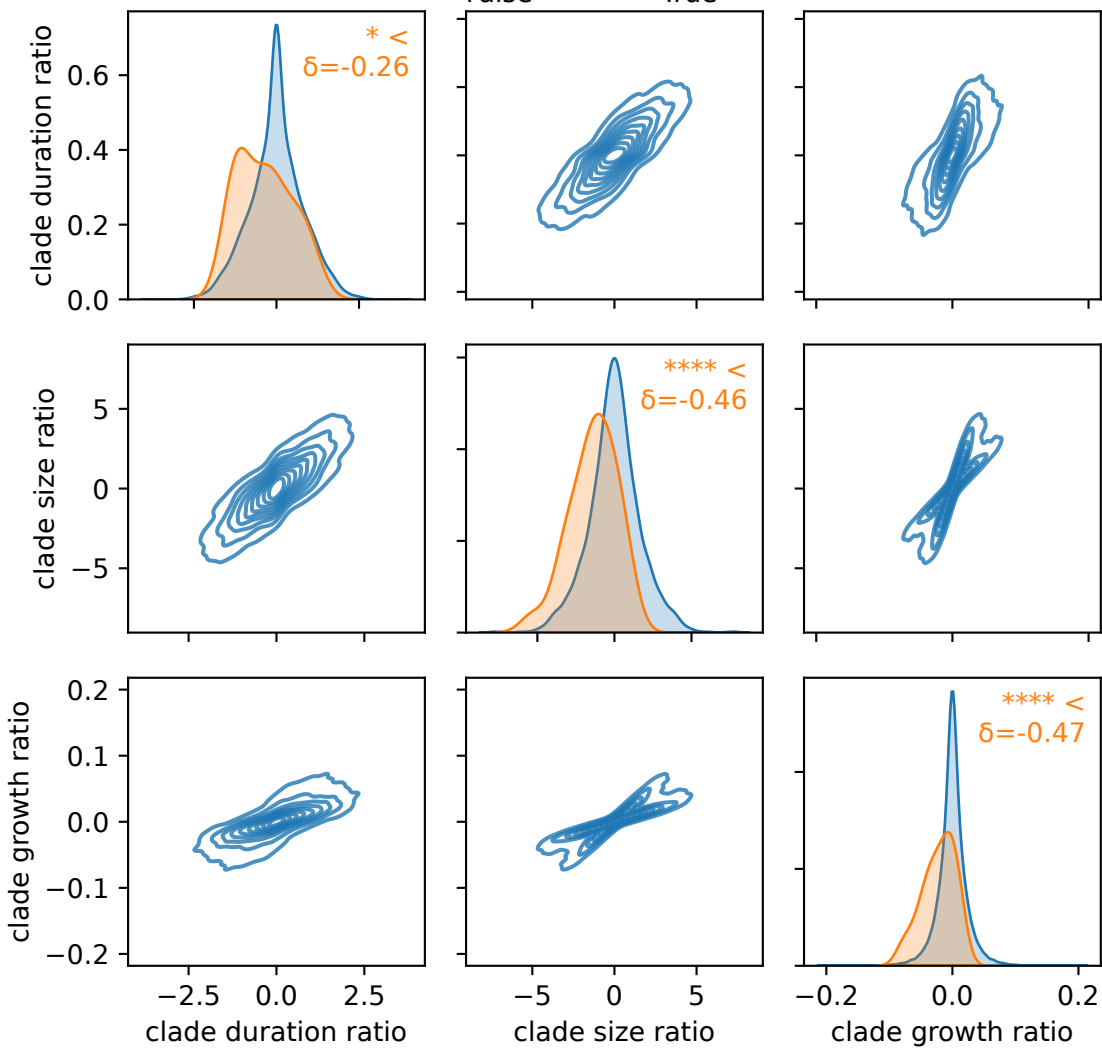 clade duration ratio
0.6
0.4
0.2
0.0
* <
δ=-0.26
clade size ratio
5
0
−5
**** <
δ=-0.46
clade growth ratio
0.2
0.1
0.0
−0.1
−0.2
**** <
δ=-0.47
−2.5 0.0 2.5
−5 0 5
−0.2 0.0 0.2
clade duration ratio
clade size ratio
clade growth ratio